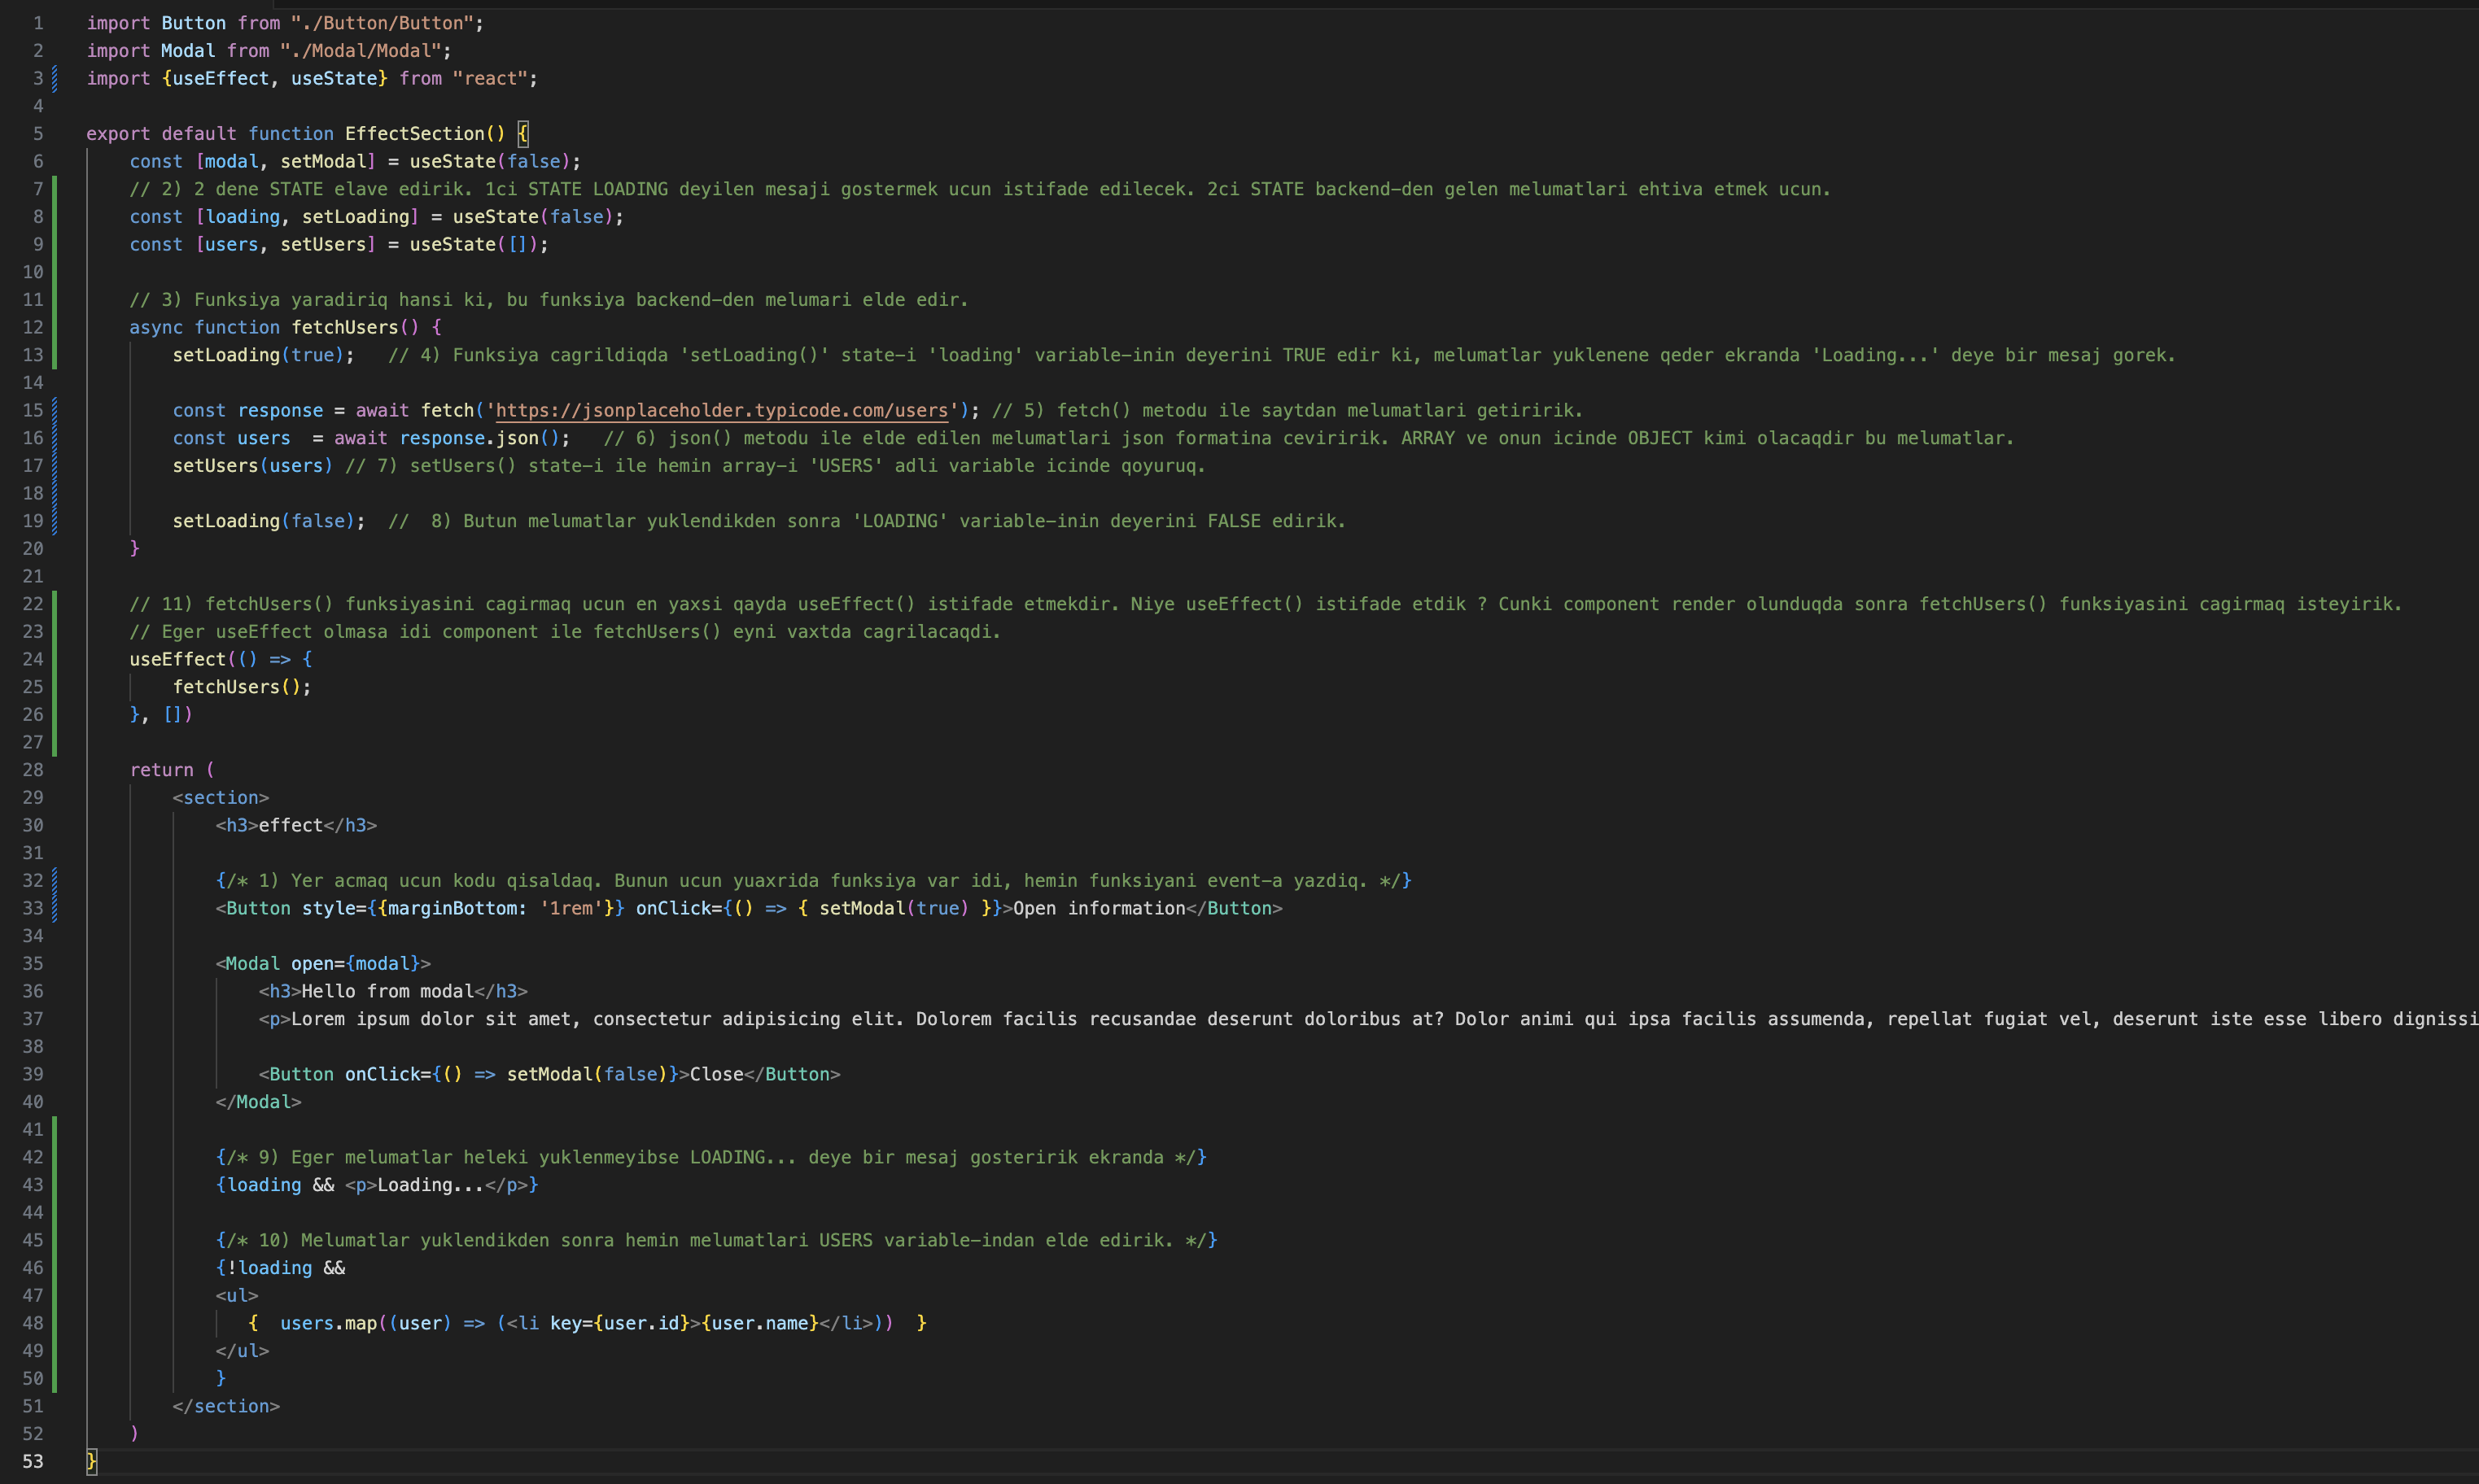 1 import Button from "./Button/Button";
2 import Modal from "./Modal/Modal";
3 import {useEffect, useState} from "react";
4
5 export default function EffectSection() {
6     const [modal, setModal] = useState(false);
7     // 2) 2 dene STATE elave edirik. 1ci STATE LOADING deyilen mesaji gostermek ucun istifade edilecek. 2ci STATE backend-den gelen melumatlari ehtiva etmek ucun.
8     const [loading, setLoading] = useState(false);
9     const [users, setUsers] = useState([]);
10
11     // 3) Funksiya yaradiriq hansi ki, bu funksiya backend-den melumari elde edir.
12     async function fetchUsers() {
13         setLoading(true);   // 4) Funksiya cagrildiqda 'setLoading()' state-i 'loading' variable-inin deyerini TRUE edir ki, melumatlar yuklenene qeder ekranda 'Loading...' deye bir mesaj gorek.
14
15         const response = await fetch('https://jsonplaceholder.typicode.com/users'); // 5) fetch() metodu ile saytdan melumatlari getiririk.
16         const users  = await response.json();   // 6) json() metodu ile elde edilen melumatlari json formatina ceviririk. ARRAY ve onun icinde OBJECT kimi olacaqdir bu melumatlar.
17         setUsers(users) // 7) setUsers() state-i ile hemin array-i 'USERS' adli variable icinde qoyuruq.
18
19         setLoading(false);  //  8) Butun melumatlar yuklendikden sonra 'LOADING' variable-inin deyerini FALSE edirik.
20     }
21
22     // 11) fetchUsers() funksiyasini cagirmaq ucun en yaxsi qayda useEffect() istifade etmekdir. Niye useEffect() istifade etdik ? Cunki component render olunduqda sonra fetchUsers() funksiyasini cagirmaq isteyirik.
23     // Eger useEffect olmasa idi component ile fetchUsers() eyni vaxtda cagrilacaqdi.
24     useEffect(() => {
25         fetchUsers();
26     }, [])
27
28     return (
29         <section>
30             <h3>effect</h3>
31
32             {/* 1) Yer acmaq ucun kodu qisaldaq. Bunun ucun yuaxrida funksiya var idi, hemin funksiyani event-a yazdiq. */}
33             <Button style={{marginBottom: '1rem'}} onClick={() => { setModal(true) }}>Open information</Button>
34
35             <Modal open={modal}>
36                 <h3>Hello from modal</h3>
37                 <p>Lorem ipsum dolor sit amet, consectetur adipisicing elit. Dolorem facilis recusandae deserunt doloribus at? Dolor animi qui ipsa facilis assumenda, repellat fugiat vel, deserunt iste esse libero dignissi
38
39                 <Button onClick={() => setModal(false)}>Close</Button>
40             </Modal>
41
42             {/* 9) Eger melumatlar heleki yuklenmeyibse LOADING... deye bir mesaj gosteririk ekranda */}
43             {loading && <p>Loading...</p>}
44
45             {/* 10) Melumatlar yuklendikden sonra hemin melumatlari USERS variable-indan elde edirik. */}
46             {!loading &&
47             <ul>
48                {  users.map((user) => (<li key={user.id}>{user.name}</li>))  }
49             </ul>
50             }
51         </section>
52     )
53 }